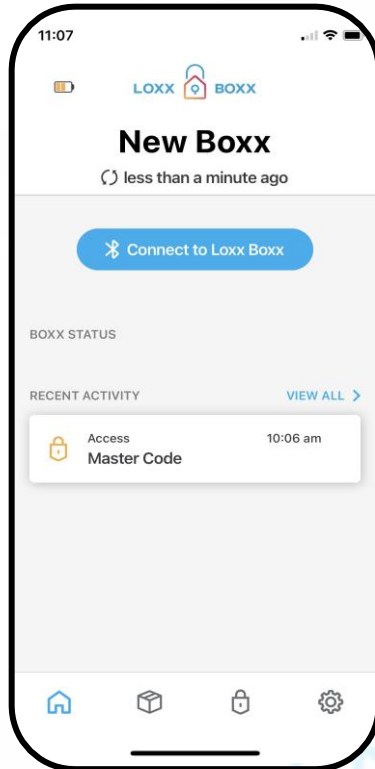 11:07
LOXX BOXX
New Boxx
less than a minute ago
Connect to Loxx Boxx
BOXX STATUS
RECENT ACTIVITY VIEW ALL
Access 10:06 am
Master Code